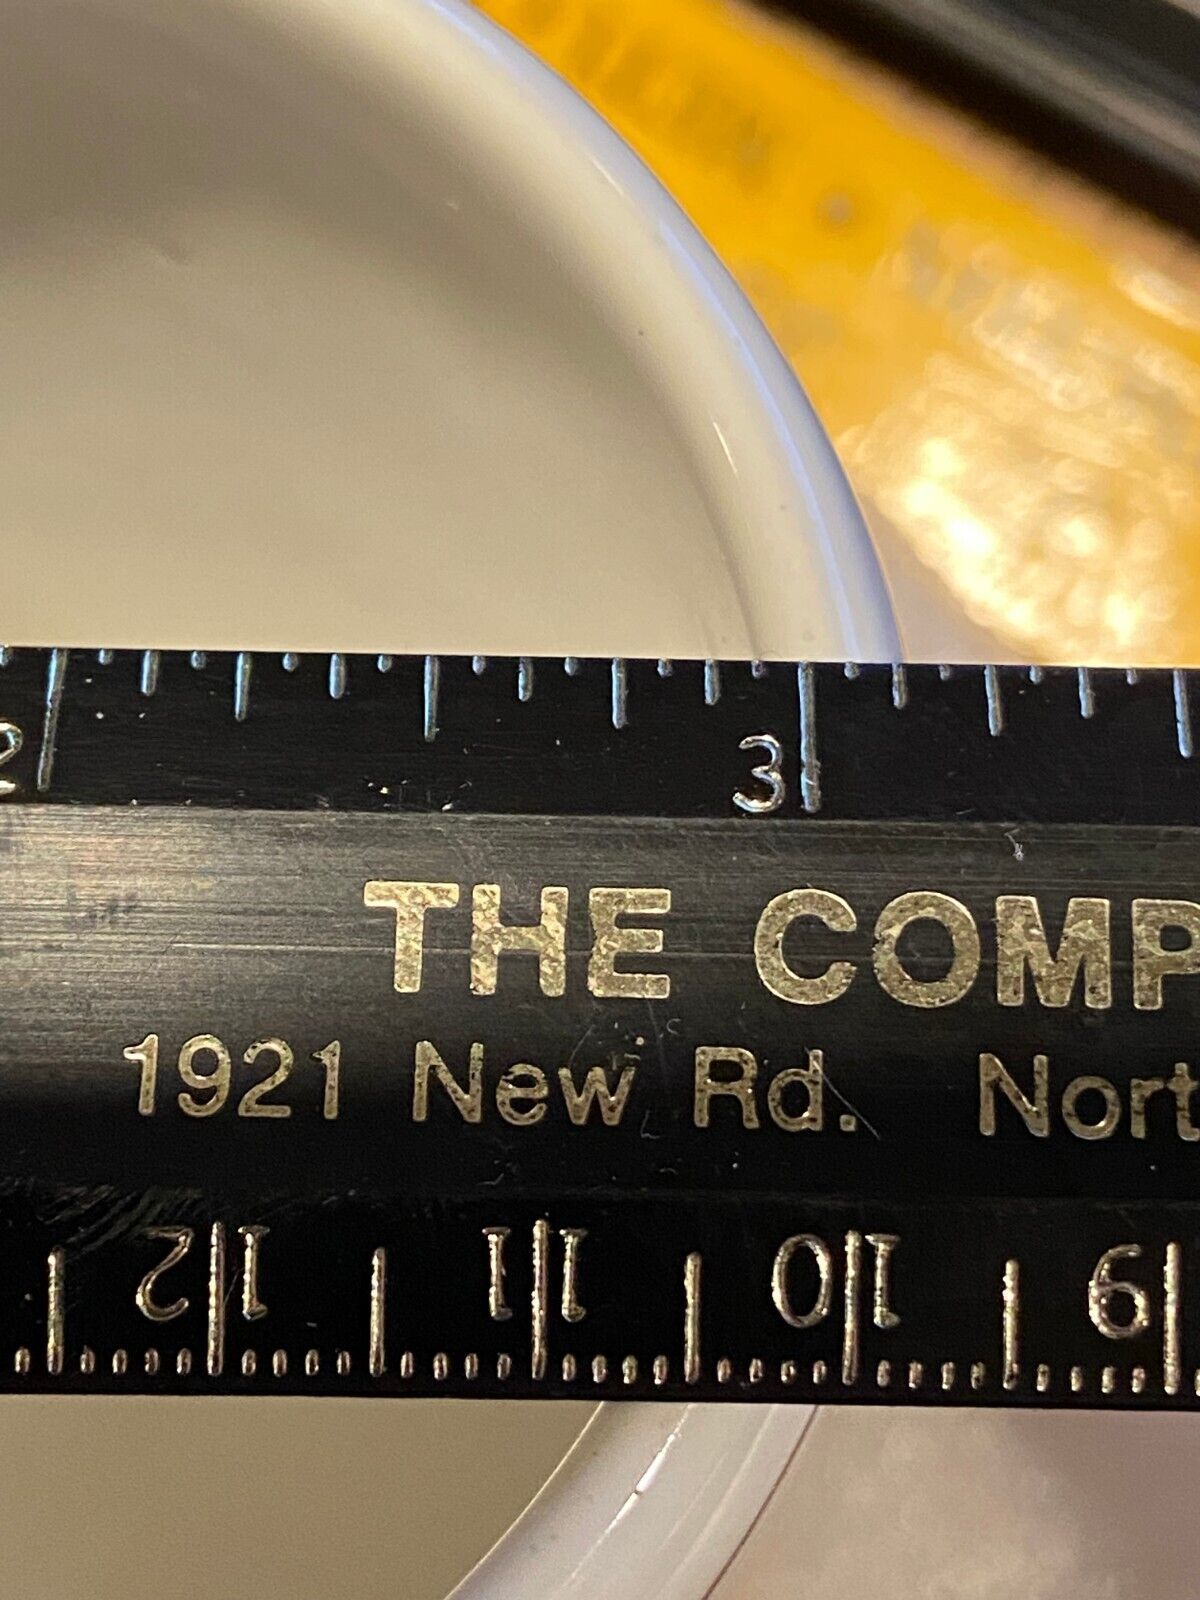 2 3
THE COMP
1921 New Rd. Nort
12 11 10 9